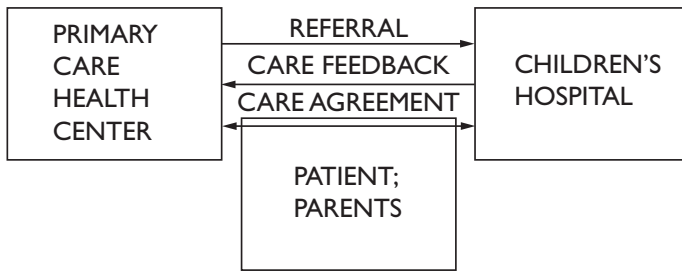 PRIMARY
CARE
HEALTH
CENTER
REFERRAL
CARE FEEDBACK
CARE AGREEMENT
CHILDREN'S
HOSPITAL
PATIENT;
PARENTS